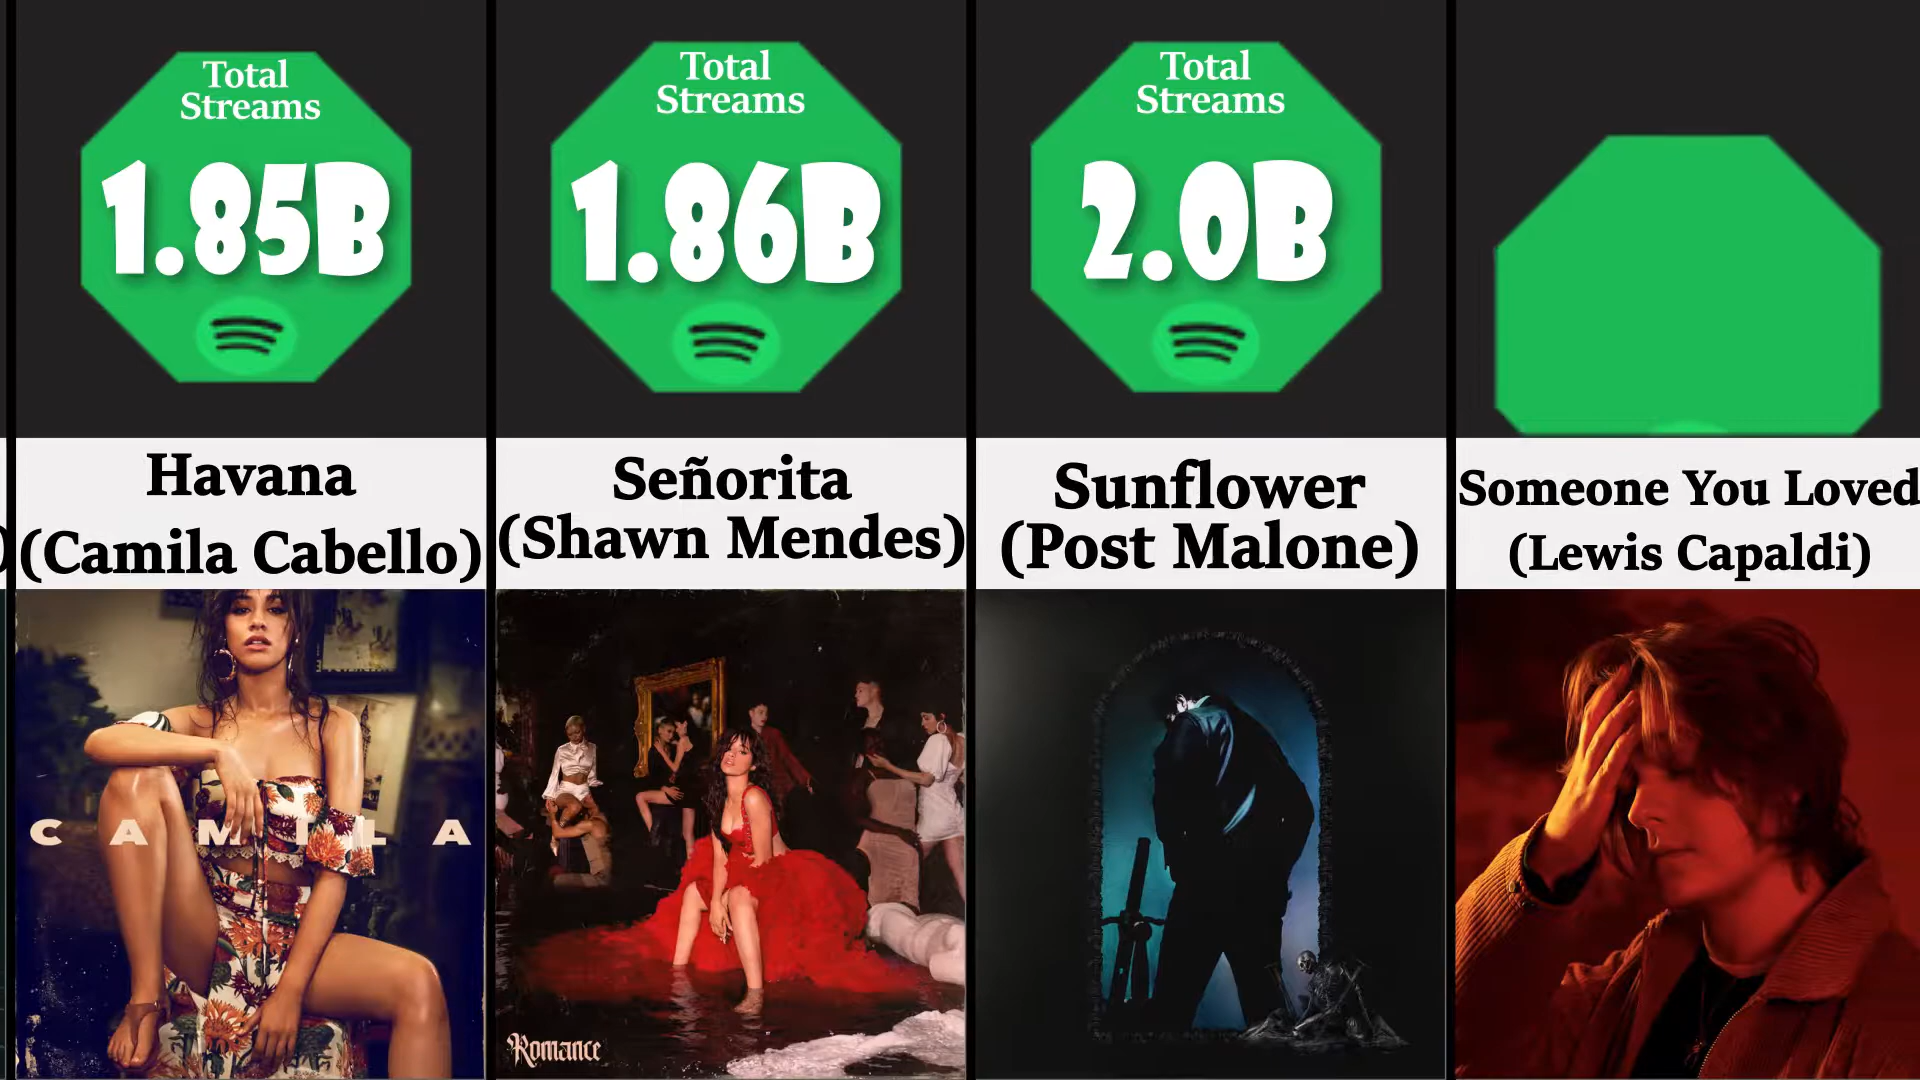 Total
Streams
1.85B
Havana
(Camila Cabello)
C A M I L A
Total
Streams
1.86B
Señorita
(Shawn Mendes)
Romance
Total
Streams
2.0B
Sunflower
(Post Malone)
Someone You Loved
(Lewis Capaldi)
)